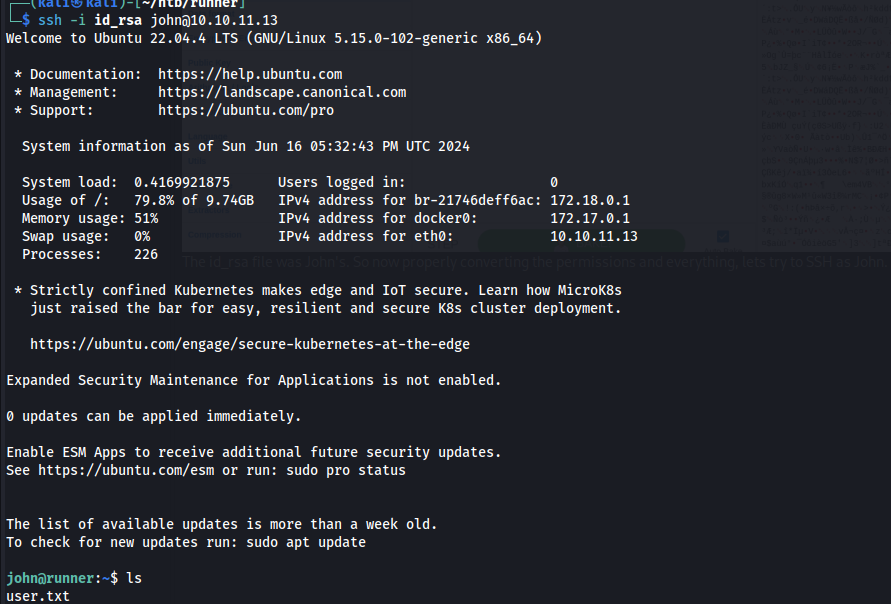 ┌──(kali㉿kali)-[~/htb/runner]
└─$ ssh -i id_rsa john@10.10.11.13
Welcome to Ubuntu 22.04.4 LTS (GNU/Linux 5.15.0-102-generic x86_64)
* Documentation:  https://help.ubuntu.com
* Management:     https://landscape.canonical.com
* Support:        https://ubuntu.com/pro
System information as of Sun Jun 16 05:32:43 PM UTC 2024
System load:  0.4169921875      Users logged in:                  0
Usage of /:   79.8% of 9.74GB   IPv4 address for br-21746deff6ac: 172.18.0.1
Memory usage: 51%               IPv4 address for docker0:         172.17.0.1
Swap usage:   0%                IPv4 address for eth0:            10.10.11.13
Processes:    226
The id_rsa file was John's. So now properly converting the permissions and everything, lets try to SSH as John
* Strictly confined Kubernetes makes edge and IoT secure. Learn how MicroK8s
just raised the bar for easy, resilient and secure K8s cluster deployment.
https://ubuntu.com/engage/secure-kubernetes-at-the-edge
Expanded Security Maintenance for Applications is not enabled.
0 updates can be applied immediately.
Enable ESM Apps to receive additional future security updates.
See https://ubuntu.com/esm or run: sudo pro status
The list of available updates is more than a week old.
To check for new updates run: sudo apt update
john@runner:~$ ls
user.txt